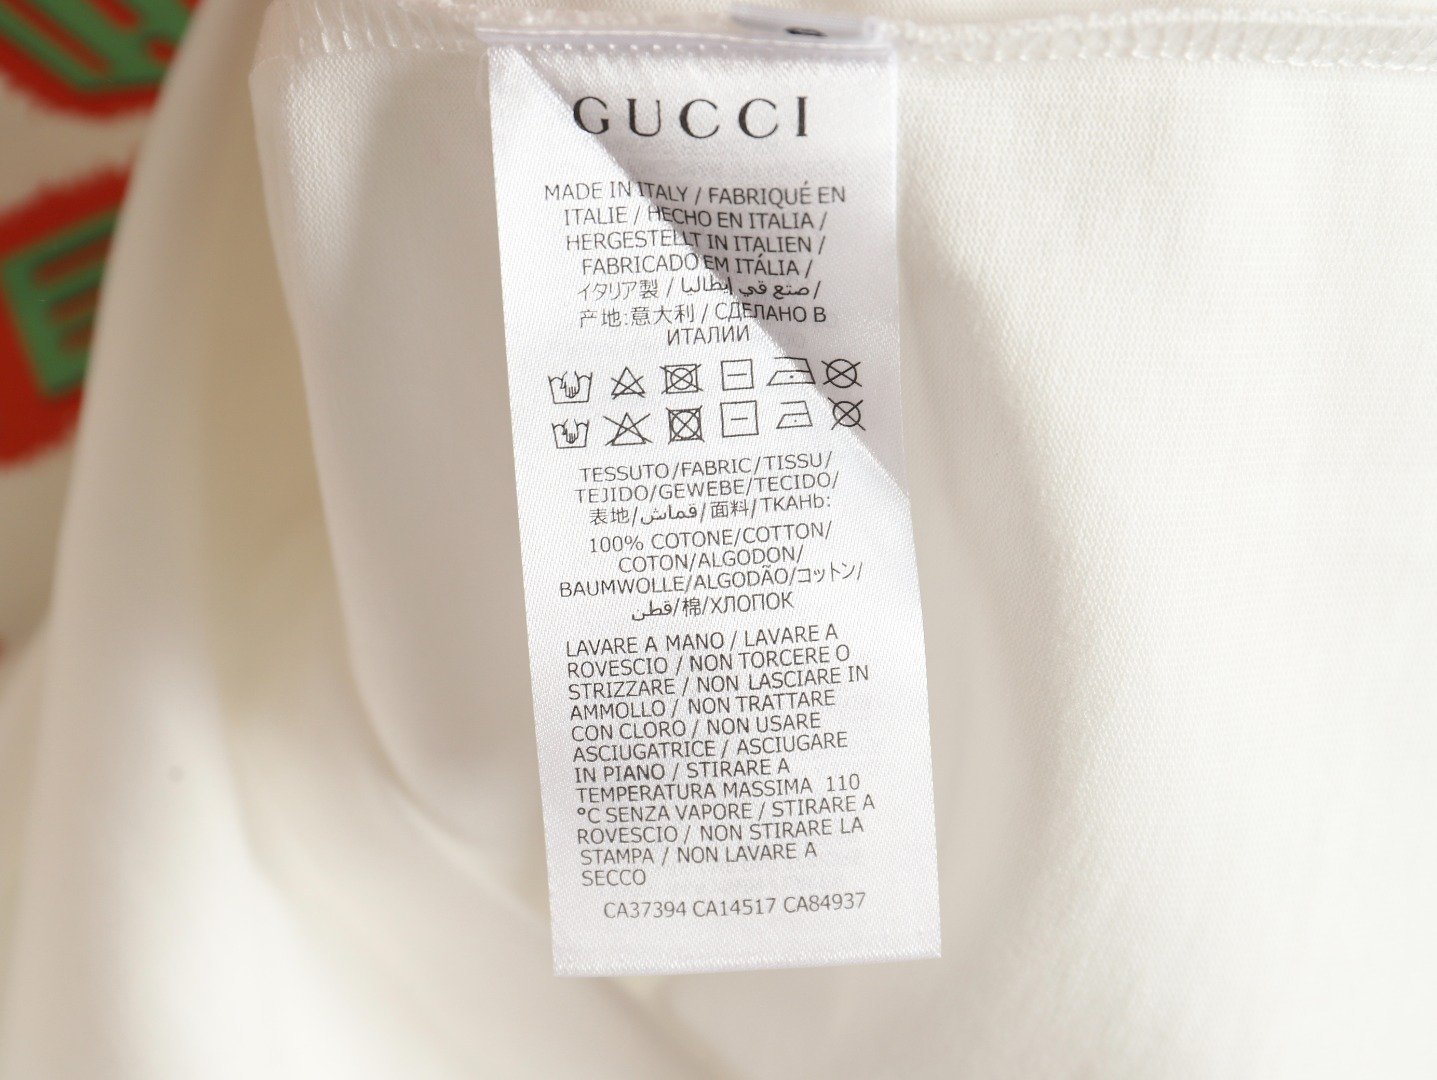 GUCCI
MADE IN ITALY / FABRIQUÉ EN
ITALIE / HECHO EN ITALIA /
HERGESTELLT IN ITALIEN /
FABRICADO EM ITÁLIA /
イタリア製 / صنع في إيطاليا /
产地:意大利 / СДЕЛАНО В
ИТАЛИИ
TESSUTO/FABRIC/TISSU/
TEJIDO/GEWEBE/TECIDO/
表地/قماش/面料/TKAHb:
100% COTONE/COTTON/
COTON/ALGODON/
BAUMWOLLE/ALGODÃO/コットン/
قطن/棉/ХЛОПОК
LAVARE A MANO / LAVARE A
ROVESCIO / NON TORCERE O
STRIZZARE / NON LASCIARE IN
AMMOLLO / NON TRATTARE
CON CLORO / NON USARE
ASCIUGATRICE / ASCIUGARE
IN PIANO / STIRARE A
TEMPERATURA MASSIMA 110
°C SENZA VAPORE / STIRARE A
ROVESCIO / NON STIRARE LA
STAMPA / NON LAVARE A
SECCO
CA37394 CA14517 CA84937